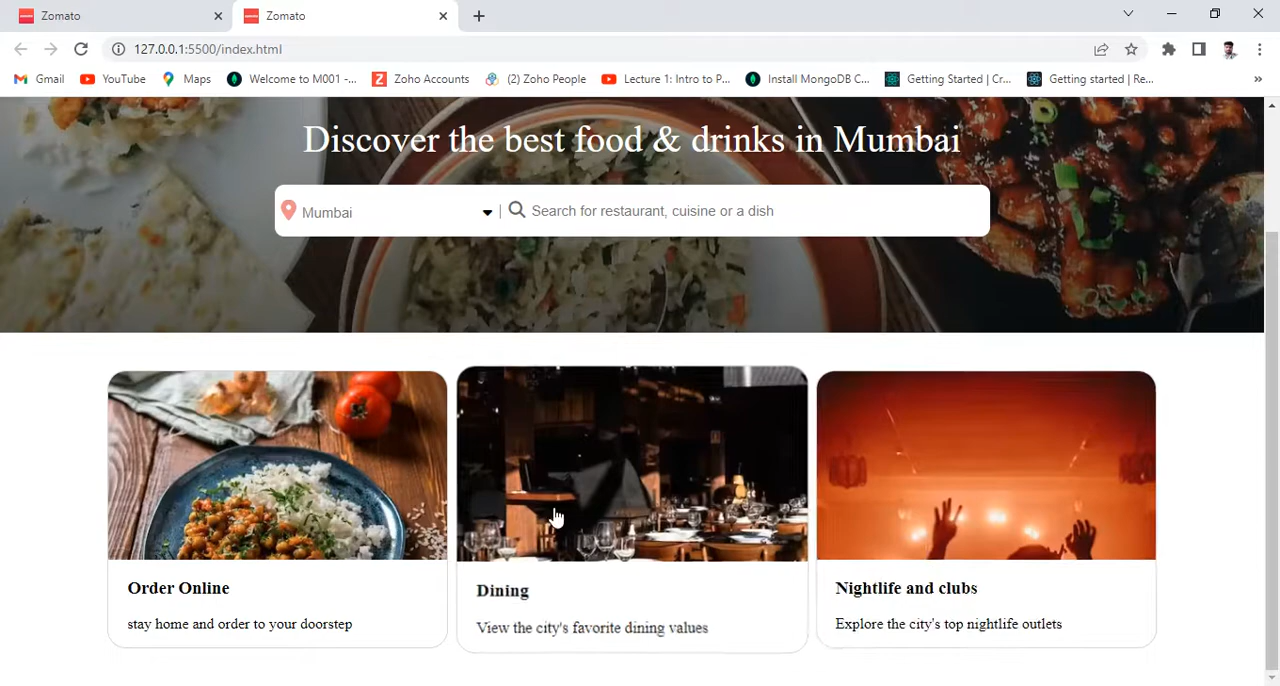 Zomato
Zomato
127.0.0.1:5500/index.html
Gmail
YouTube
Maps
Welcome to M001 -...
Zoho Accounts
(2) Zoho People
Lecture 1: Intro to P...
Install MongoDB C...
Getting Started | Cr...
Getting started | Re...
»
Discover the best food & drinks in Mumbai
Mumbai
| Search for restaurant, cuisine or a dish
Order Online
stay home and order to your doorstep
Dining
View the city's favorite dining values
Nightlife and clubs
Explore the city's top nightlife outlets